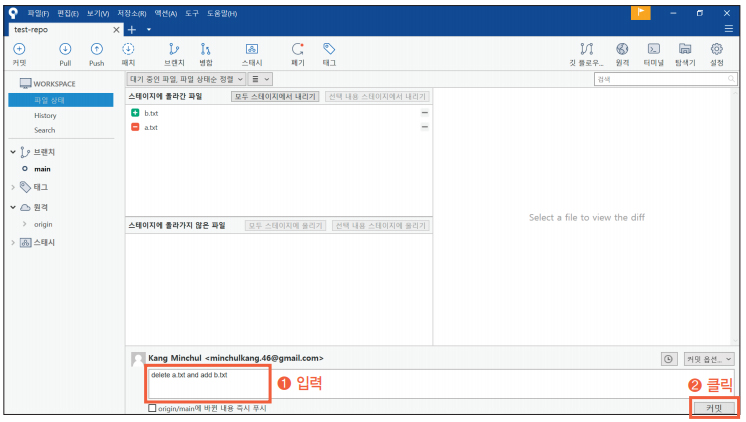 파일(F) 편집(E) 보기(V) 저장소(R) 액션(A) 도구 도움말(H)
test-repo
커밋 Pull Push 패치 브랜치 병합 스태시 폐기 태그 깃 플로우... 원격 터미널 탐색기 설정
WORKSPACE
파일 상태
History
Search
브랜치
main
태그
원격
origin
스태시
대기 중인 파일, 파일 상태순 정렬
검색
스테이지에 올라간 파일 모두 스테이지에서 내리기 선택 내용 스테이지에서 내리기
b.txt
a.txt
스테이지에 올라가지 않은 파일 모두 스테이지에 올리기 선택 내용 스테이지에 올리기
Select a file to view the diff
Kang Minchul <minchulkang.46@gmail.com>
커밋 옵션...
delete a.txt and add b.txt
1 입력
2 클릭
origin/main에 바뀐 내용 즉시 푸시
커밋